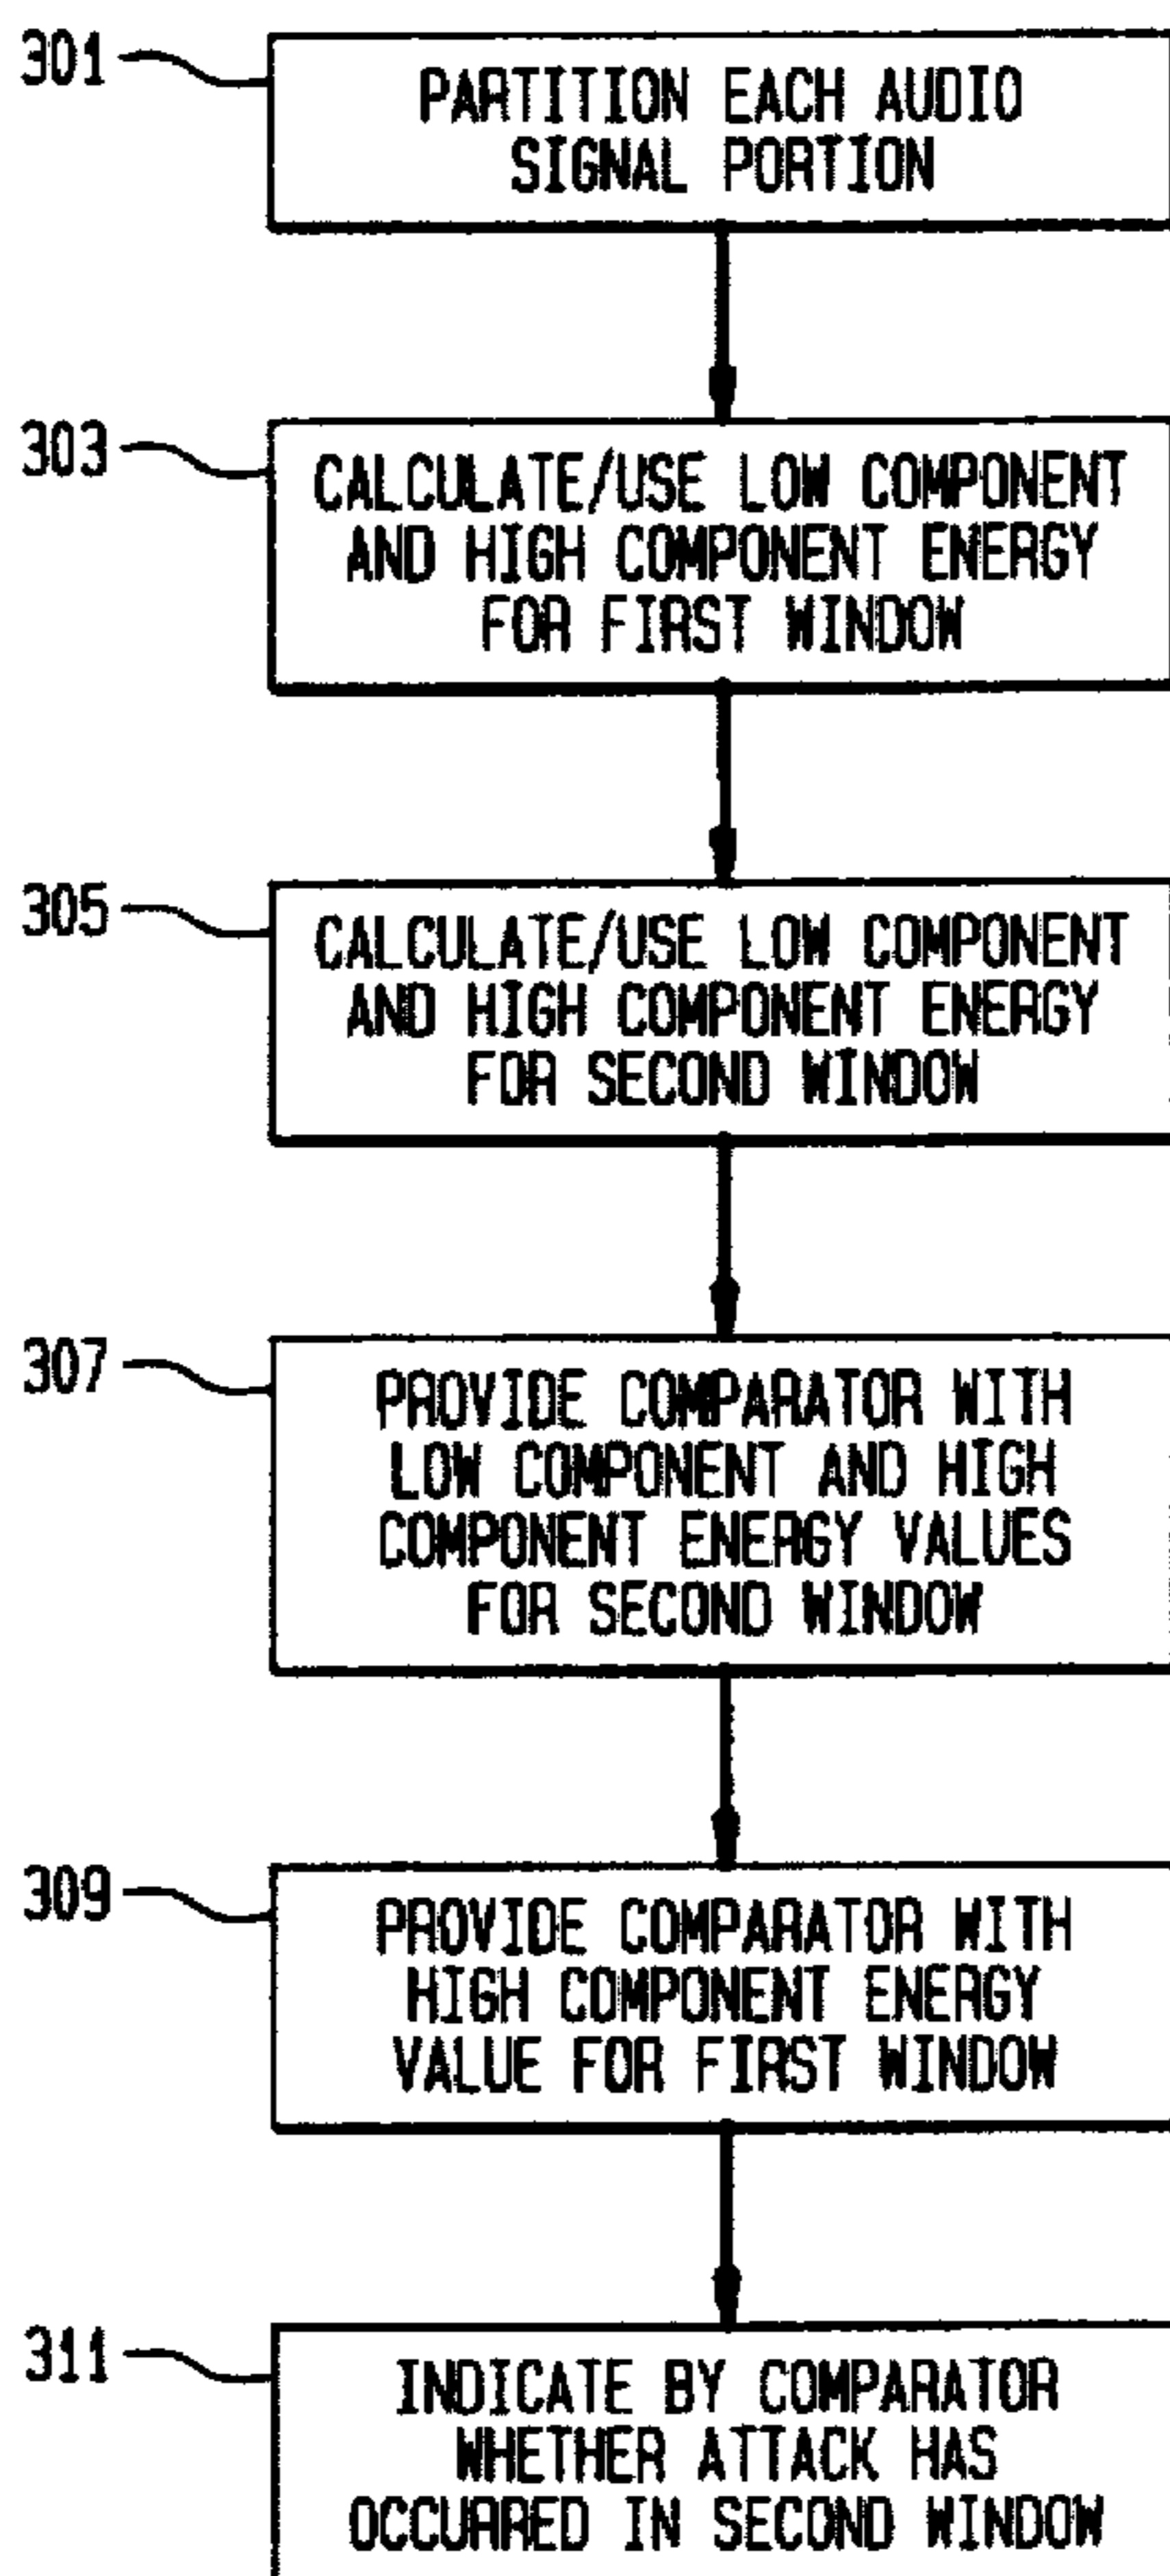 301
PARTITION EACH AUDIO
SIGNAL PORTION
303
CALCULATE/USE LOW COMPONENT
AND HIGH COMPONENT ENERGY
FOR FIRST WINDOW
305
CALCULATE/USE LOW COMPONENT
AND HIGH COMPONENT ENERGY
FOR SECOND WINDOW
307
PROVIDE COMPARATOR WITH
LOW COMPONENT AND HIGH
COMPONENT ENERGY VALUES
FOR SECOND WINDOW
309
PROVIDE COMPARATOR WITH
HIGH COMPONENT ENERGY
VALUE FOR FIRST WINDOW
311
INDICATE BY COMPARATOR
WHETHER ATTACK HAS
OCCURRED IN SECOND WINDOW